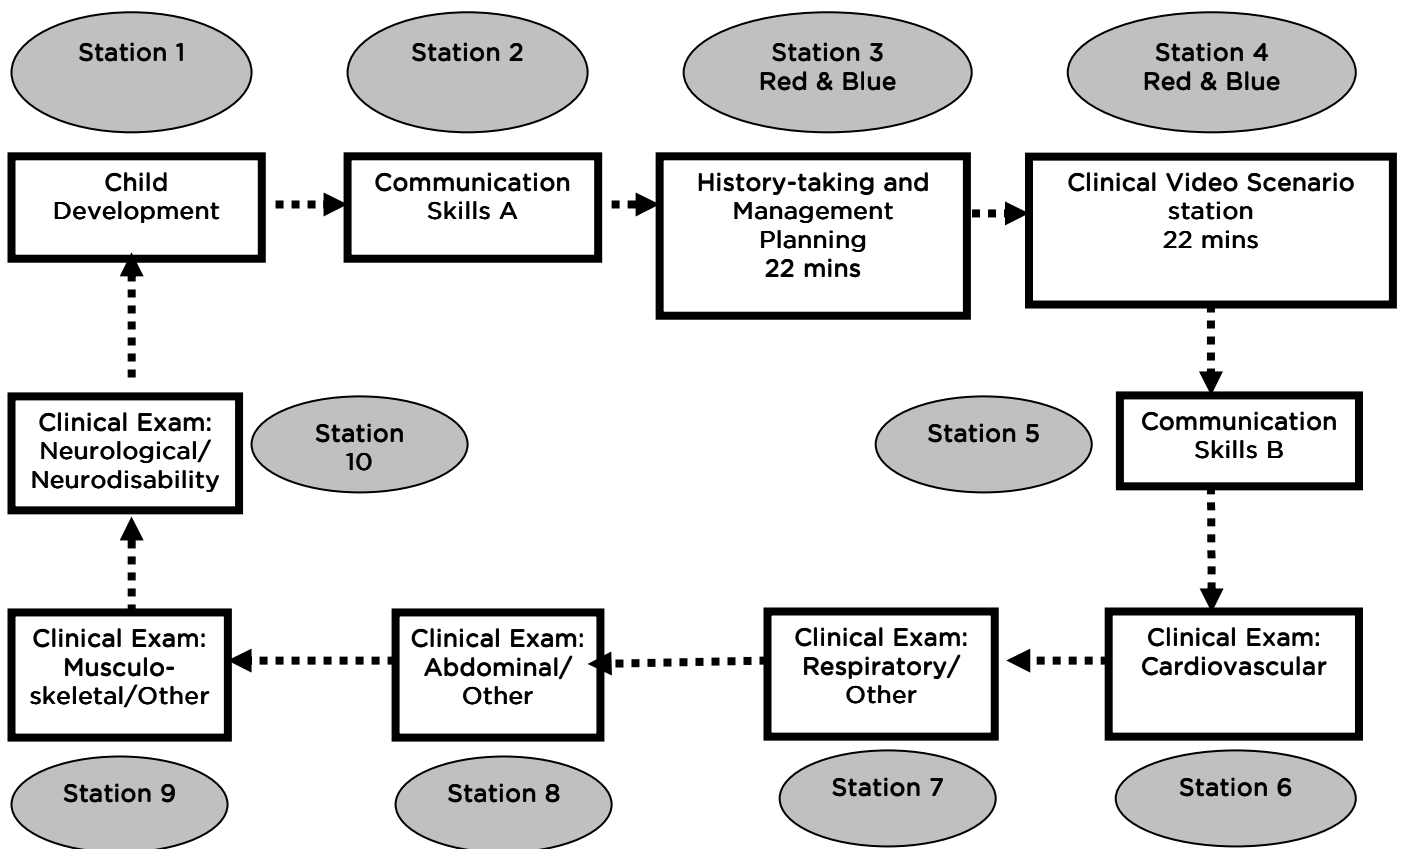 Station 1
Station 2
Station 3
Red & Blue
Station 4
Red & Blue
Child
Development
Communication
Skills A
History-taking and
Management
Planning
22 mins
Clinical Video Scenario
station
22 mins
Clinical Exam:
Neurological/
Neurodisability
Station
10
Station 5
Communication
Skills B
Clinical Exam:
Musculo-
skeletal/Other
Clinical Exam:
Abdominal/
Other
Clinical Exam:
Respiratory/
Other
Clinical Exam:
Cardiovascular
Station 9
Station 8
Station 7
Station 6